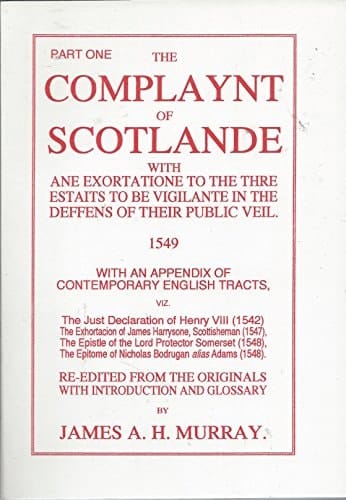 PART ONE
THE
COMPLAYNT
OF
SCOTLANDE
WITH
ANE EXORTATIONE TO THE THRE
ESTAITS TO BE VIGILANTE IN THE
DEFFENS OF THEIR PUBLIC VEIL.
1549
WITH AN APPENDIX OF
CONTEMPORARY ENGLISH TRACTS,
VIZ.
The Just Declaration of Henry VIII (1542)
The Exhortacion of James Harrysone, Scottisheman (1547),
The Epistle of the Lord Protector Somerset (1548),
The Epitome of Nicholas Bodrugan alias Adams (1548).
RE-EDITED FROM THE ORIGINALS
WITH INTRODUCTION AND GLOSSARY
BY
JAMES A. H. MURRAY.